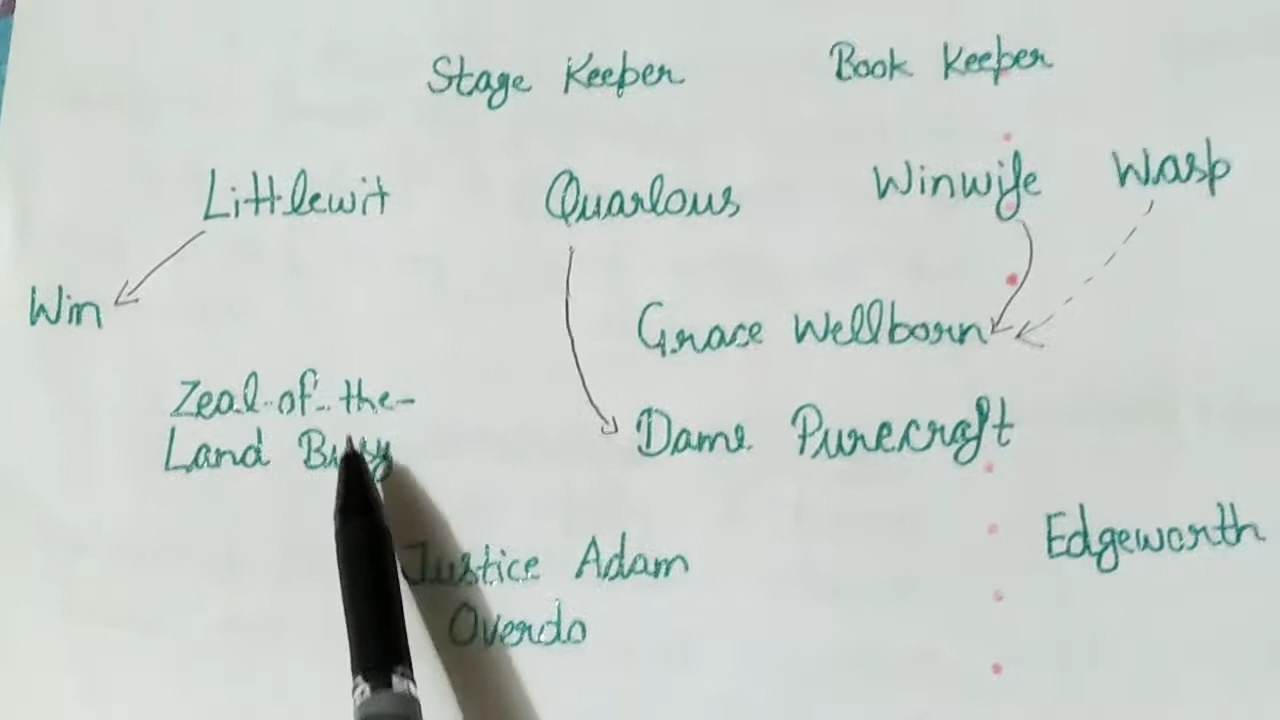 Stage Keeper Book Keeper
Littlewit Quarlous Winwife Wasp
Win Grace Wellborn
Zeal-of-the-
Land Busy Dame Purecraft
Justice Adam Edgeworth
Overdo